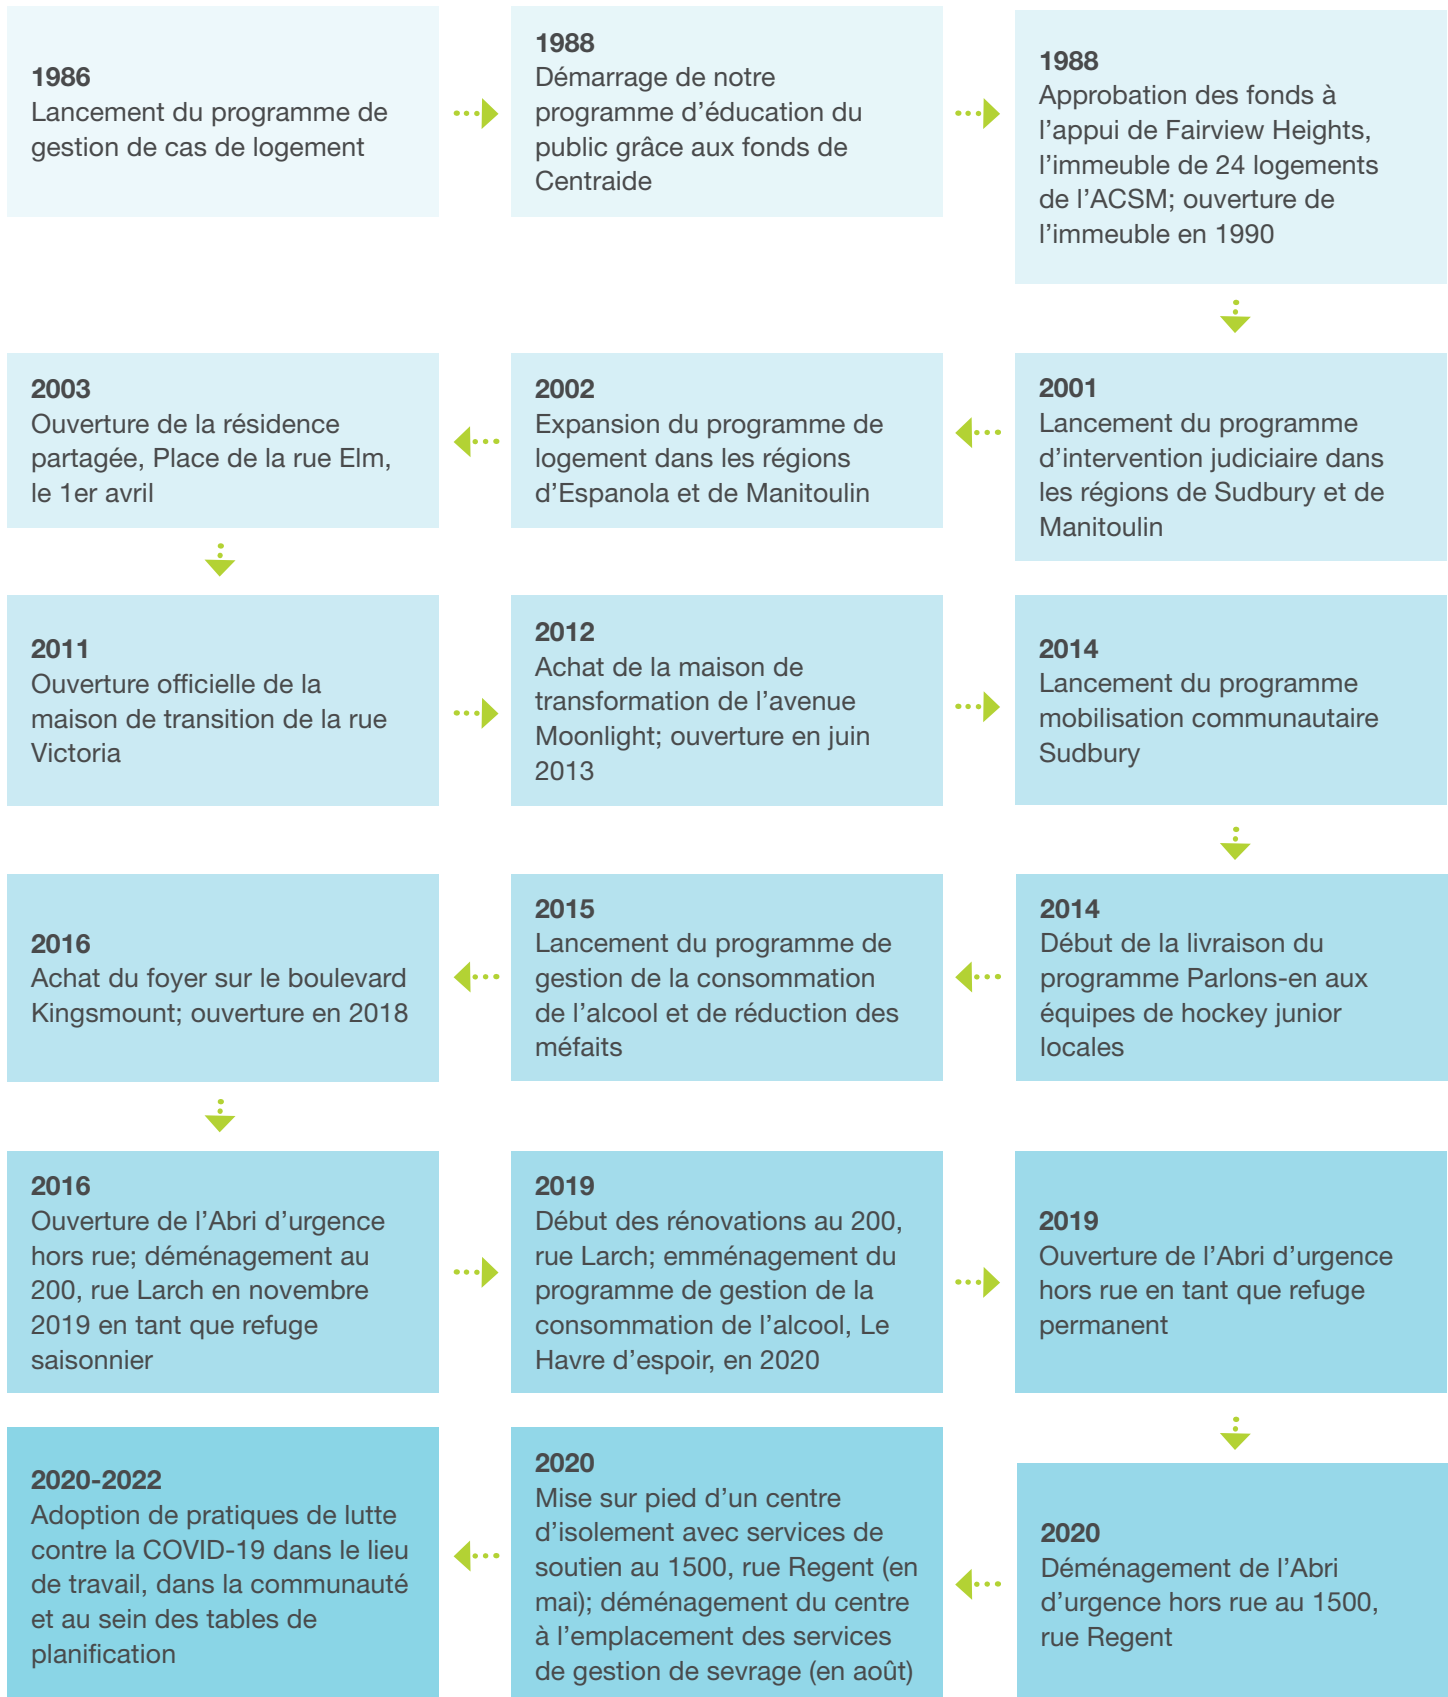 1986
Lancement du programme de
gestion de cas de logement
1988
Démarrage de notre
programme d’éducation du
public grâce aux fonds de
Centraide
1988
Approbation des fonds à
l’appui de Fairview Heights,
l’immeuble de 24 logements
de l’ACSM; ouverture de
l’immeuble en 1990
2001
Lancement du programme
d’intervention judiciaire dans
les régions de Sudbury et de
Manitoulin
2002
Expansion du programme de
logement dans les régions
d’Espanola et de Manitoulin
2003
Ouverture de la résidence
partagée, Place de la rue Elm,
le 1er avril
2011
Ouverture officielle de la
maison de transition de la rue
Victoria
2012
Achat de la maison de
transformation de l’avenue
Moonlight; ouverture en juin
2013
2014
Lancement du programme
mobilisation communautaire
Sudbury
2014
Début de la livraison du
programme Parlons-en aux
équipes de hockey junior
locales
2015
Lancement du programme de
gestion de la consommation
de l’alcool et de réduction des
méfaits
2016
Achat du foyer sur le boulevard
Kingsmount; ouverture en 2018
2016
Ouverture de l’Abri d’urgence
hors rue; déménagement au
200, rue Larch en novembre
2019 en tant que refuge
saisonnier
2019
Début des rénovations au 200,
rue Larch; emménagement du
programme de gestion de la
consommation de l’alcool, Le
Havre d’espoir, en 2020
2019
Ouverture de l’Abri d’urgence
hors rue en tant que refuge
permanent
2020
Déménagement de l’Abri
d’urgence hors rue au 1500,
rue Regent
2020
Mise sur pied d’un centre
d’isolement avec services de
soutien au 1500, rue Regent (en
mai); déménagement du centre
à l’emplacement des services
de gestion de sevrage (en août)
2020-2022
Adoption de pratiques de lutte
contre la COVID-19 dans le lieu
de travail, dans la communauté
et au sein des tables de
planification